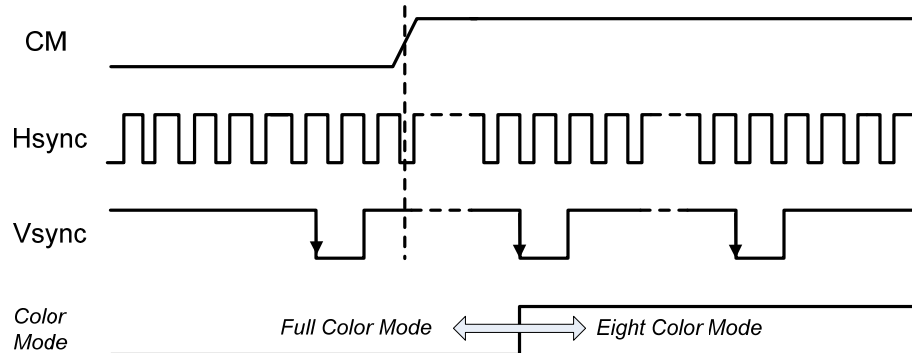 CM
Hsync
Vsync
Color
Mode
Full Color Mode
Eight Color Mode